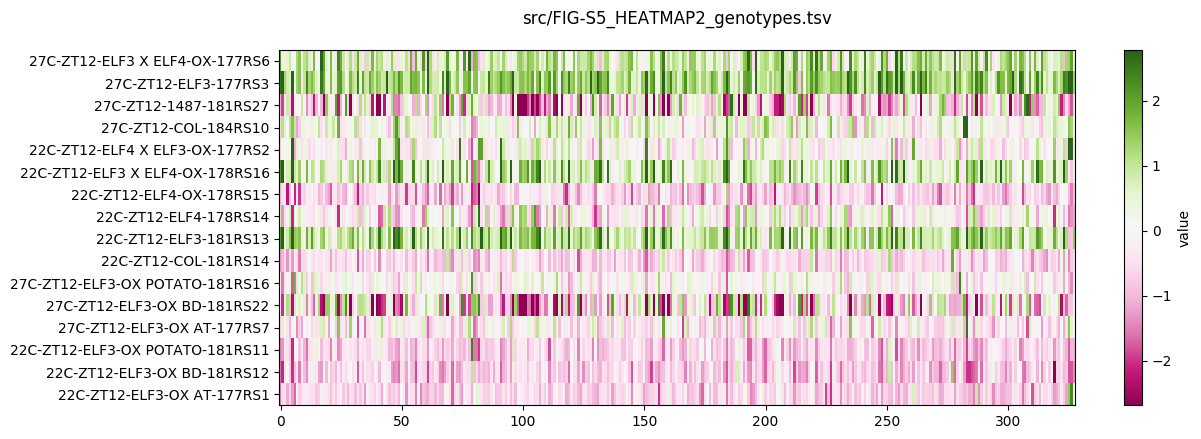 src/FIG-S5_HEATMAP2_genotypes.tsv
27C-ZT12-ELF3 X ELF4-OX-177RS6
27C-ZT12-ELF3-177RS3
27C-ZT12-1487-181RS27
27C-ZT12-COL-184RS10
22C-ZT12-ELF4 X ELF3-OX-177RS2
22C-ZT12-ELF3 X ELF4-OX-178RS16
22C-ZT12-ELF4-OX-178RS15
22C-ZT12-ELF4-178RS14
22C-ZT12-ELF3-181RS13
22C-ZT12-COL-181RS14
27C-ZT12-ELF3-OX POTATO-181RS16
27C-ZT12-ELF3-OX BD-181RS22
27C-ZT12-ELF3-OX AT-177RS7
22C-ZT12-ELF3-OX POTATO-181RS11
22C-ZT12-ELF3-OX BD-181RS12
22C-ZT12-ELF3-OX AT-177RS1
0 50 100 150 200 250 300
2
1
0
−1
−2
value